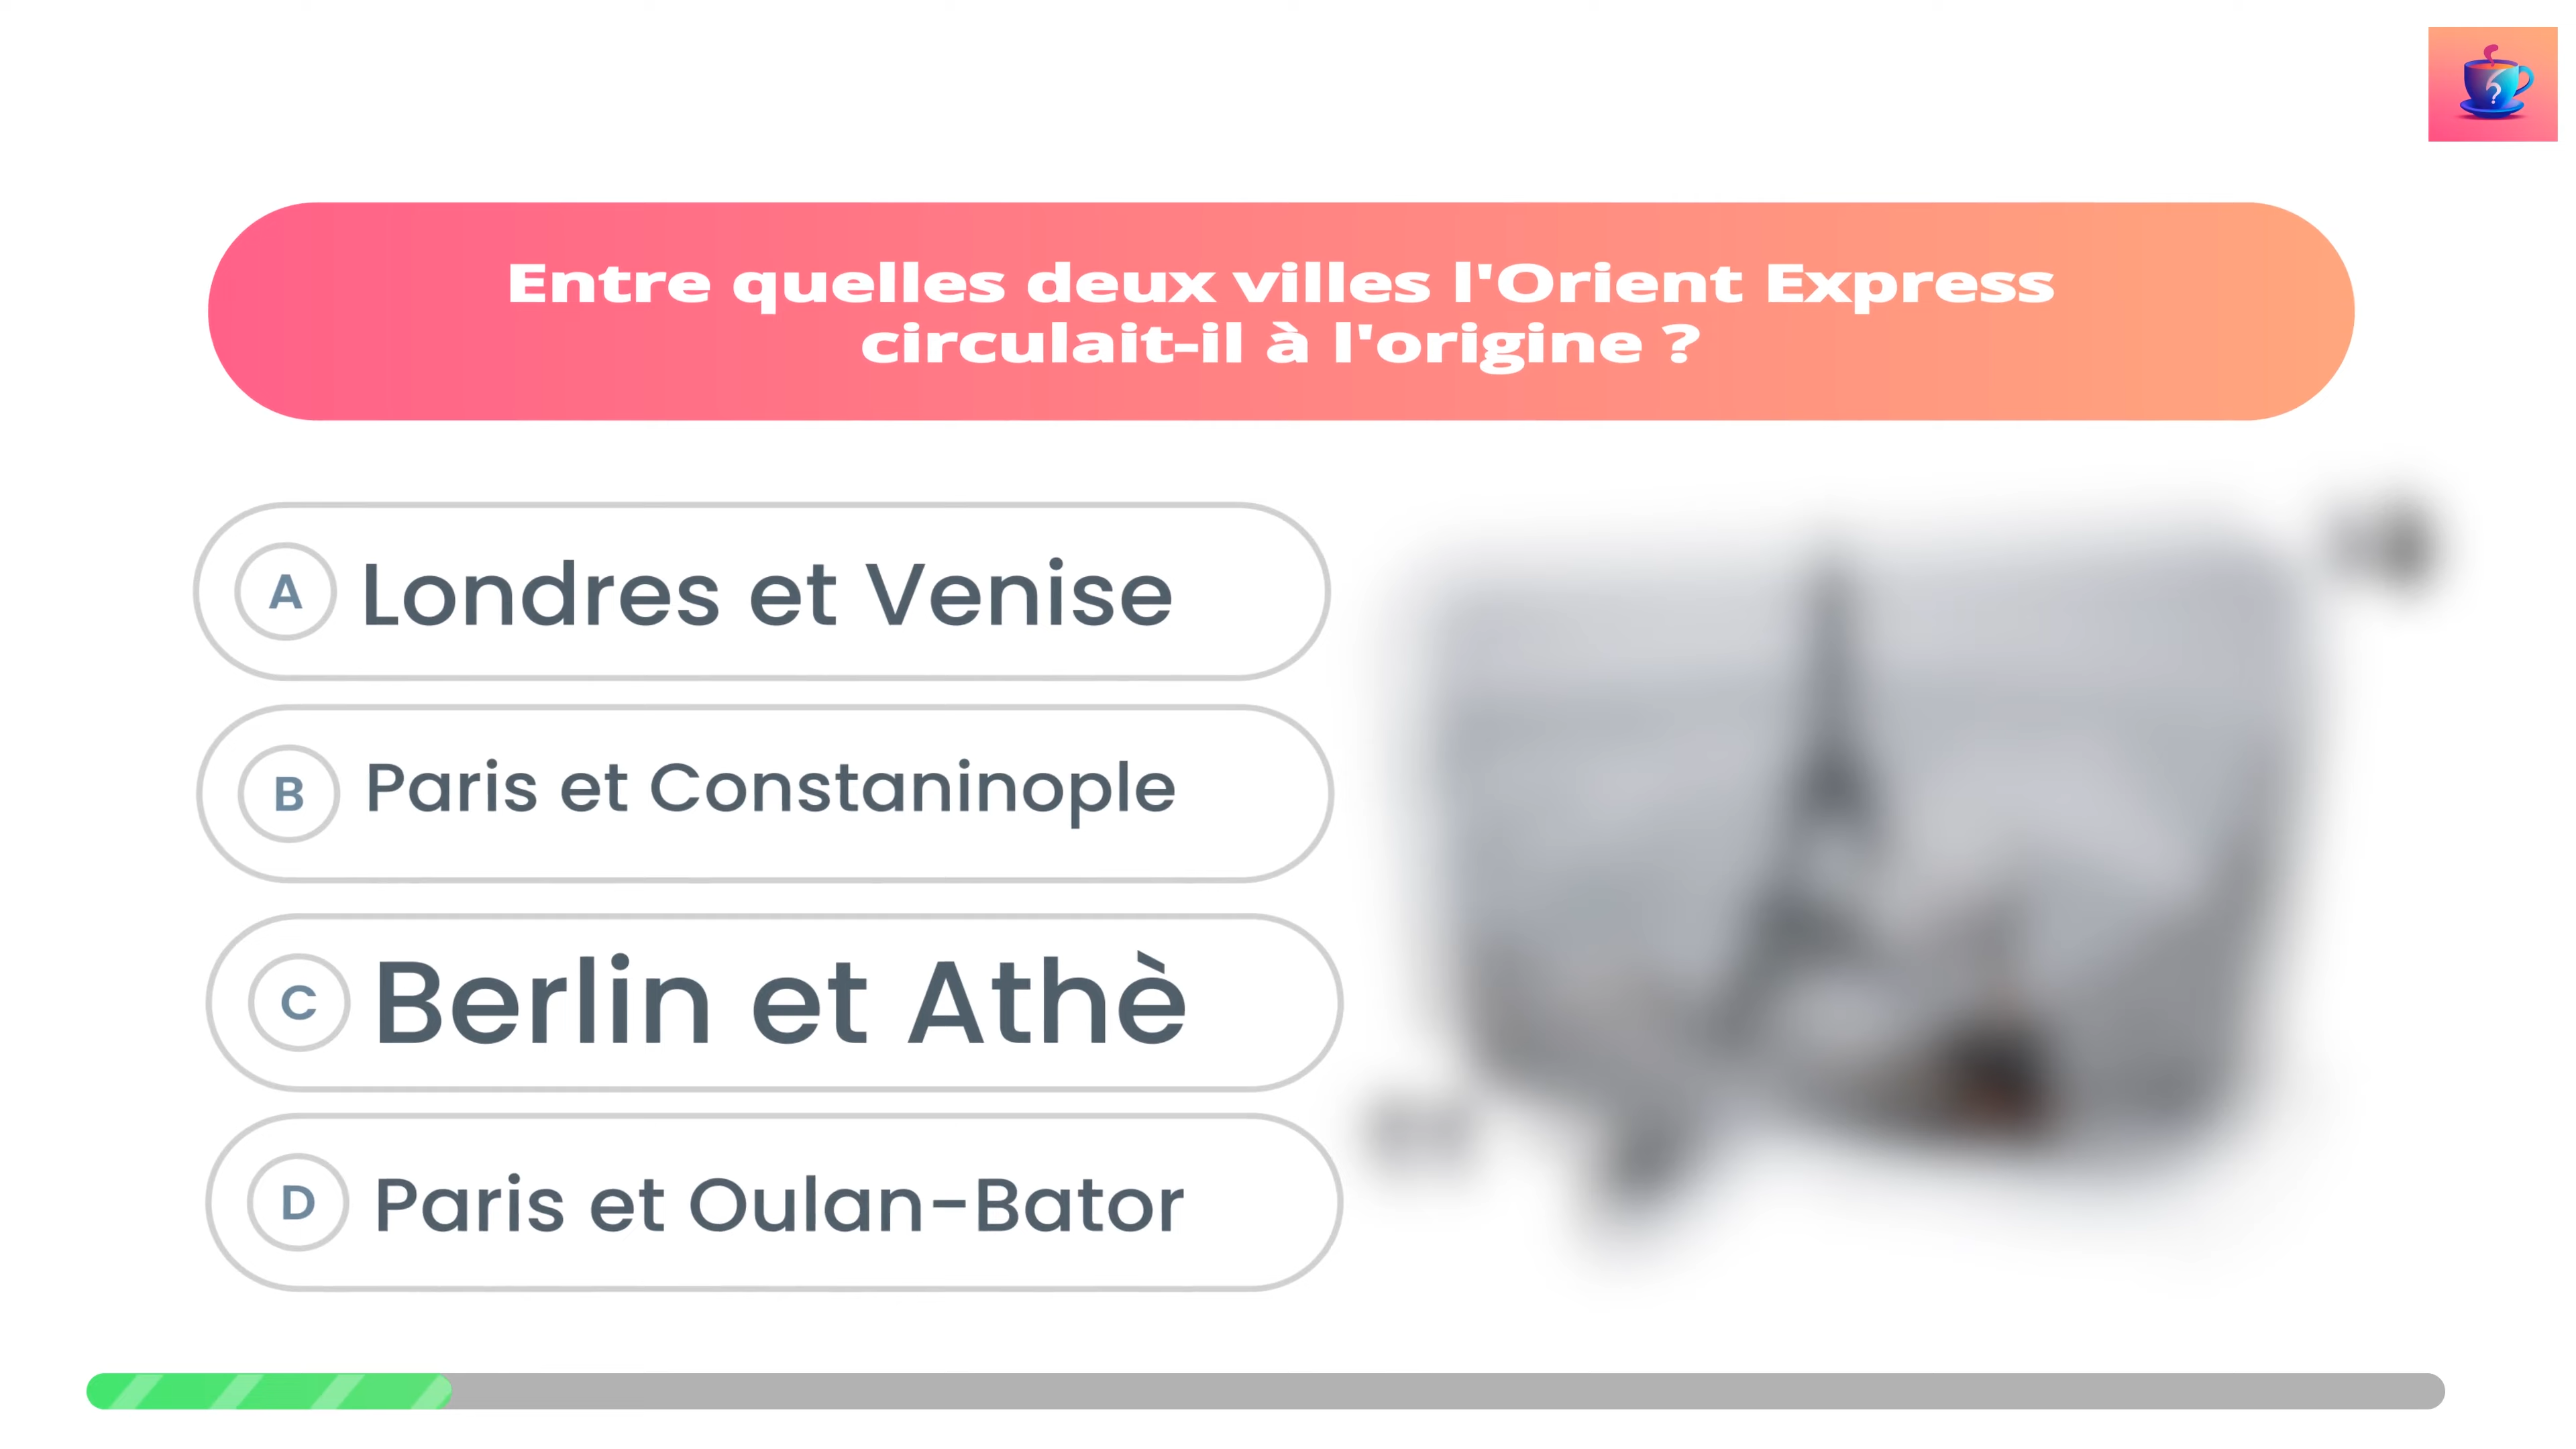 Entre quelles deux villes l'Orient Express
circulait-il à l'origine ?
A Londres et Venise
B Paris et Constaninople
C Berlin et Athè
D Paris et Oulan-Bator